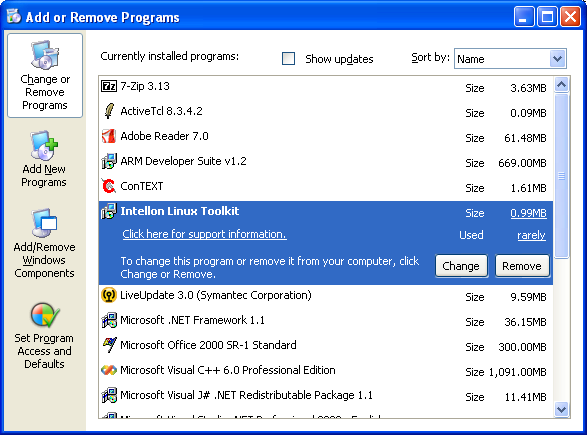 Add or Remove Programs
Change or
Remove
Programs
Add New
Programs
Add/Remove
Windows
Components
Set Program
Access and
Defaults
Currently installed programs:
Show updates
Sort by: Name
7-Zip 3.13 Size 3.63MB
ActiveTcl 8.3.4.2 Size 0.09MB
Adobe Reader 7.0 Size 61.48MB
ARM Developer Suite v1.2 Size 669.00MB
ConTEXT Size 1.61MB
Intellon Linux Toolkit Size 0.99MB
Click here for support information. Used rarely
To change this program or remove it from your computer, click
Change or Remove.
Change Remove
LiveUpdate 3.0 (Symantec Corporation) Size 9.59MB
Microsoft .NET Framework 1.1 Size 36.15MB
Microsoft Office 2000 SR-1 Standard Size 300.00MB
Microsoft Visual C++ 6.0 Professional Edition Size 1,091.00MB
Microsoft Visual J# .NET Redistributable Package 1.1 Size 11.41MB